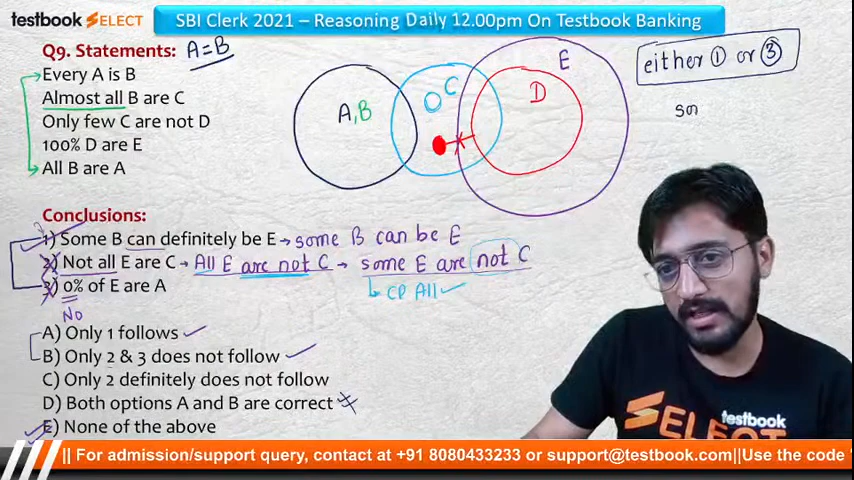 testbook SELECT
SBI Clerk 2021 – Reasoning Daily 12.00pm On Testbook Banking
Q9. Statements: A=B
Every A is B
Almost all B are C
Only few C are not D
100% D are E
All B are A
A,B
C
D
E
either ① or ③
son
Conclusions:
1) Some B can definitely be E → some B can be E
2) Not all E are C → All E are not C → some E are not C
3) 0% of E are A
No
CP All ✓
A) Only 1 follows
B) Only 2 & 3 does not follow
C) Only 2 definitely does not follow
D) Both options A and B are correct
E) None of the above
testbook
SELECT
|| For admission/support query, contact at +91 8080433233 or support@testbook.com||Use the code